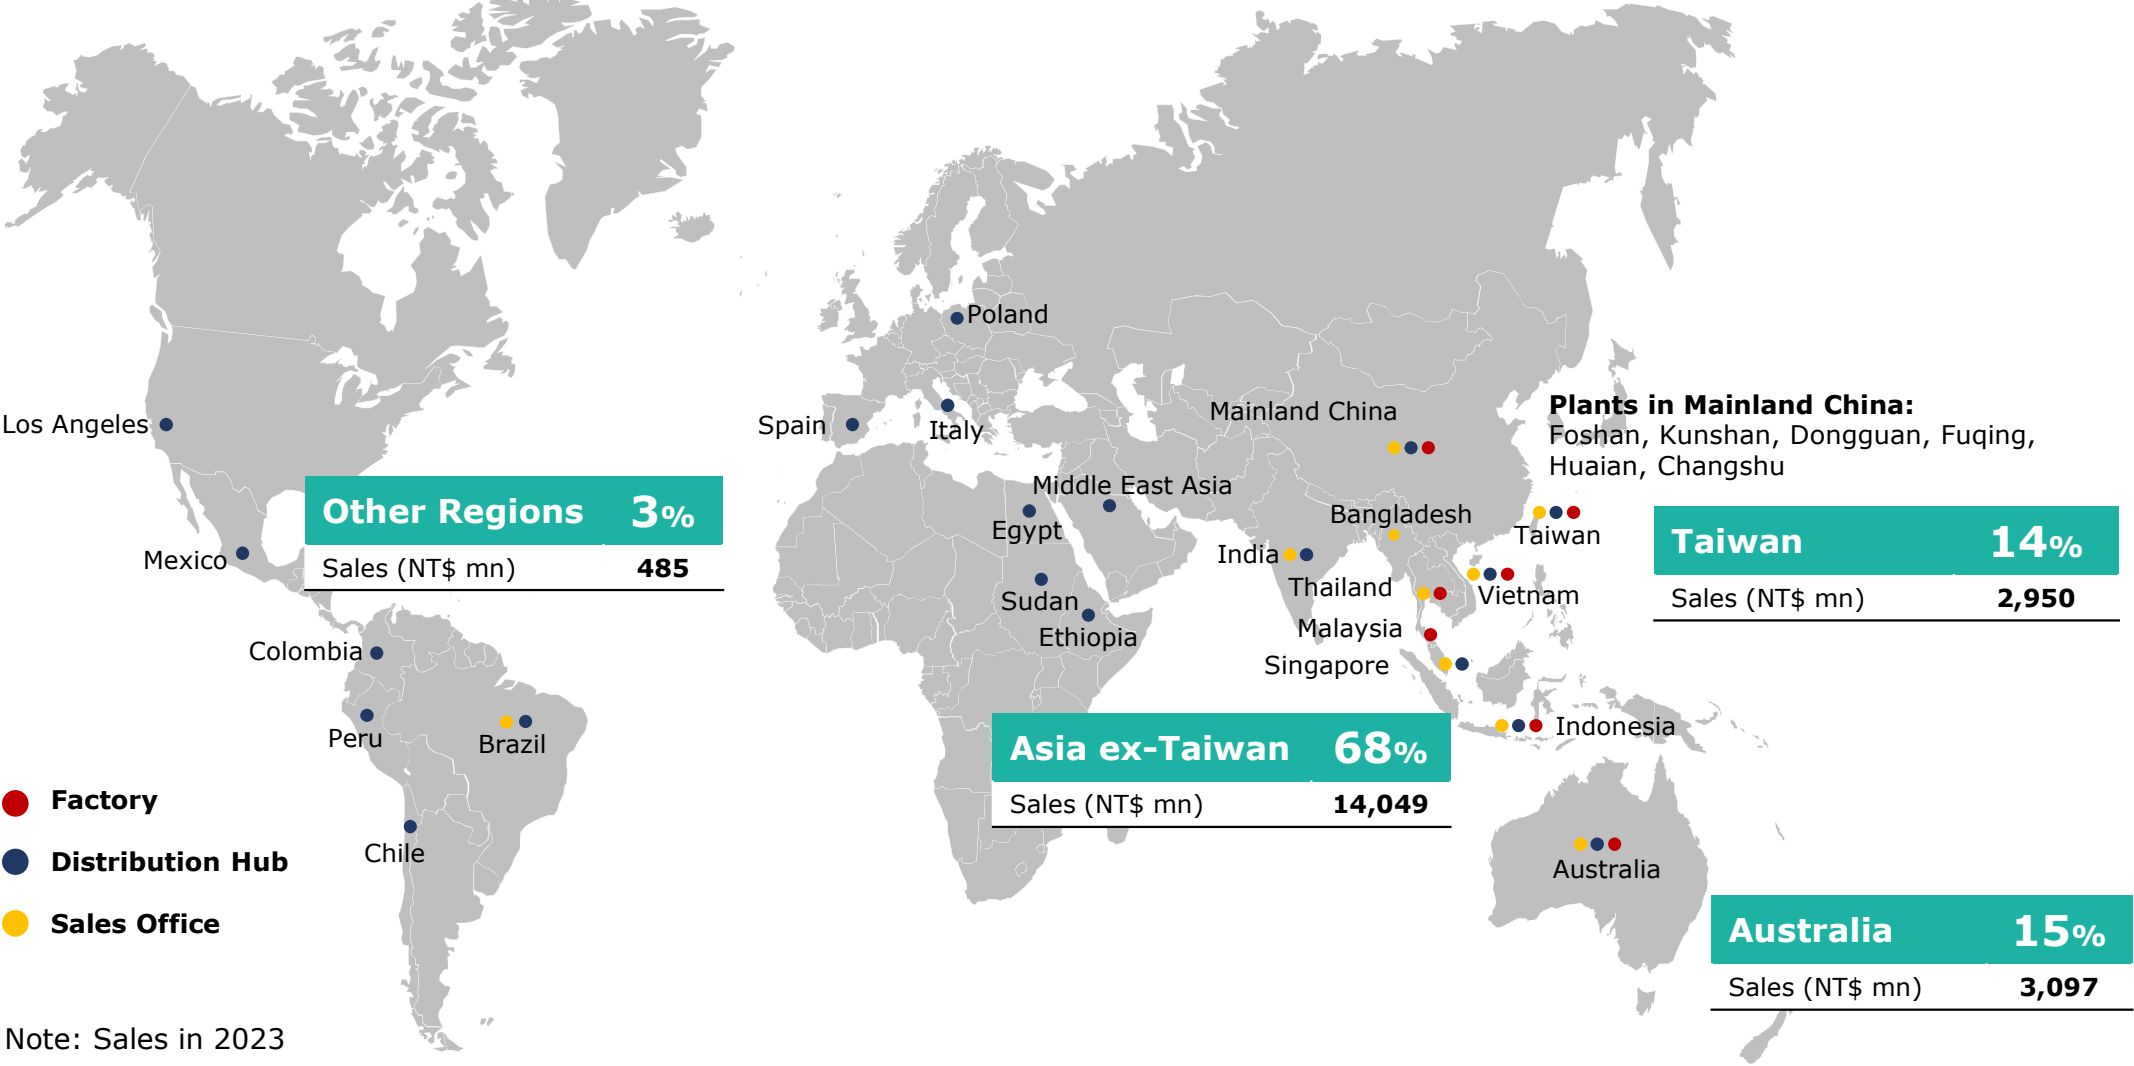 Poland
Mainland China
Plants in Mainland China:
Foshan, Kunshan, Dongguan, Fuqing,
Huaian, Changshu
Los Angeles
Spain
Italy
Middle East Asia
Egypt
Bangladesh
Taiwan
Other Regions 3%
Sales (NT$ mn) 485
Taiwan 14%
Sales (NT$ mn) 2,950
Mexico
India
Thailand
Vietnam
Sudan
Ethiopia
Malaysia
Singapore
Colombia
Peru
Brazil
Indonesia
Asia ex-Taiwan 68%
Sales (NT$ mn) 14,049
Factory
Distribution Hub
Sales Office
Chile
Australia
Australia 15%
Sales (NT$ mn) 3,097
Note: Sales in 2023